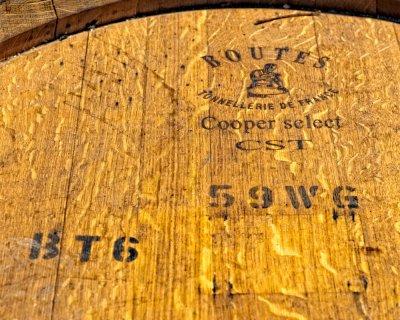 BOUTES
TONNELLERIE DE FRANCE
Cooper select
CST
59WG
BT6